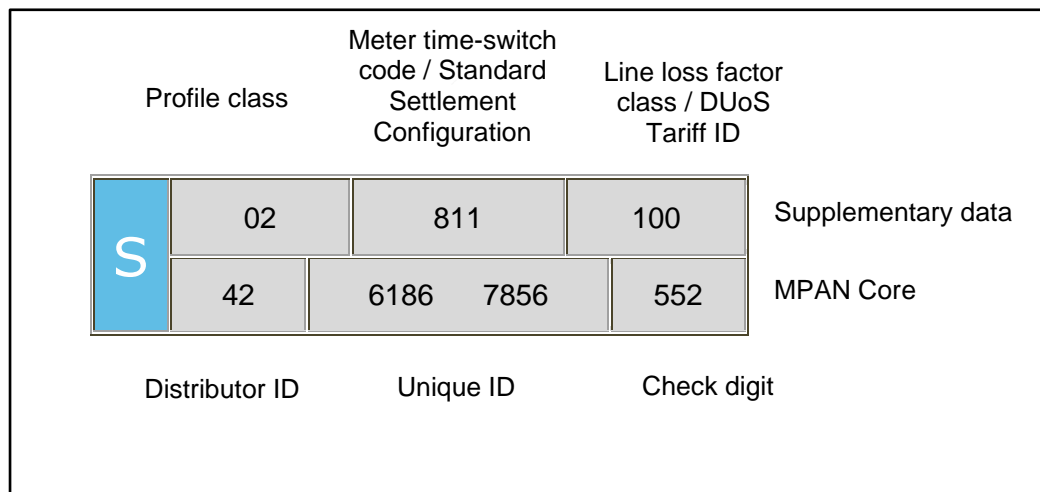 Profile class
Meter time-switch
code / Standard
Settlement
Configuration
Line loss factor
class / DUoS
Tariff ID
S
02 811 100
Supplementary data
42 6186 7856 552
MPAN Core
Distributor ID
Unique ID
Check digit